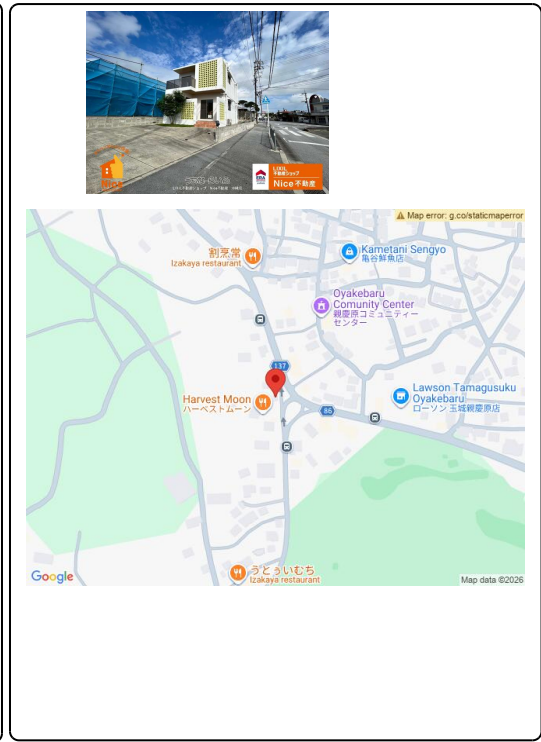 LIXIL
不動産ショップ
ERA
Nice不動産
Nice
Map error: g.co/staticmaperror
割烹常
Izakaya restaurant
Kametani Sengyo
亀谷鮮魚店
Oyakebaru
Comunity Center
親慶原コミュニティー
センター
137
Harvest Moon
ハーベストムーン
86
Lawson Tamagusuku
Oyakebaru
ローソン 玉城親慶原店
うとぅいむち
Izakaya restaurant
Google
Map data ©2026